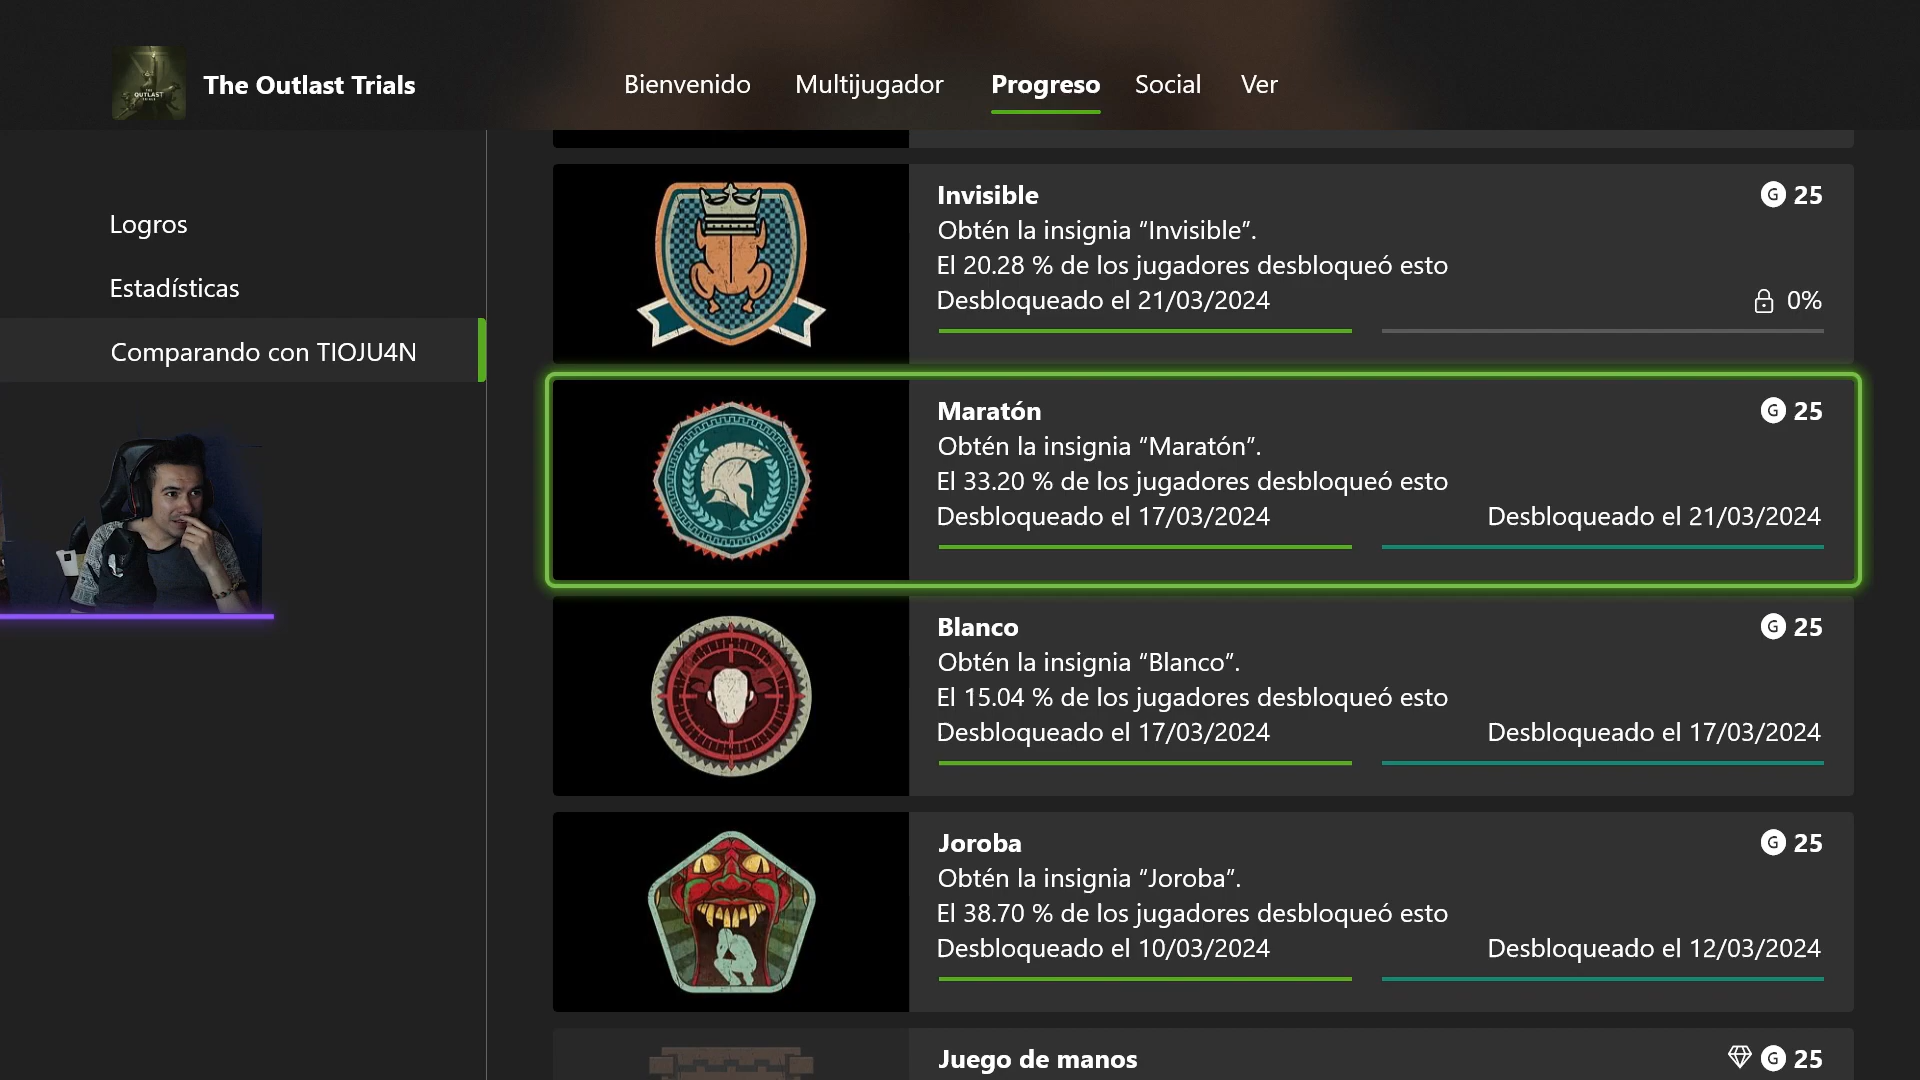 THE
OUTLAST
TRIALS
The Outlast Trials
Bienvenido
Multijugador
Progreso
Social
Ver
Logros
Estadísticas
Comparando con TIOJU4N
Invisible
G 25
Obtén la insignia “Invisible”.
El 20.28 % de los jugadores desbloqueó esto
Desbloqueado el 21/03/2024
0%
Maratón
G 25
Obtén la insignia “Maratón”.
El 33.20 % de los jugadores desbloqueó esto
Desbloqueado el 17/03/2024
Desbloqueado el 21/03/2024
Blanco
G 25
Obtén la insignia “Blanco”.
El 15.04 % de los jugadores desbloqueó esto
Desbloqueado el 17/03/2024
Desbloqueado el 17/03/2024
Joroba
G 25
Obtén la insignia “Joroba”.
El 38.70 % de los jugadores desbloqueó esto
Desbloqueado el 10/03/2024
Desbloqueado el 12/03/2024
Juego de manos
G 25